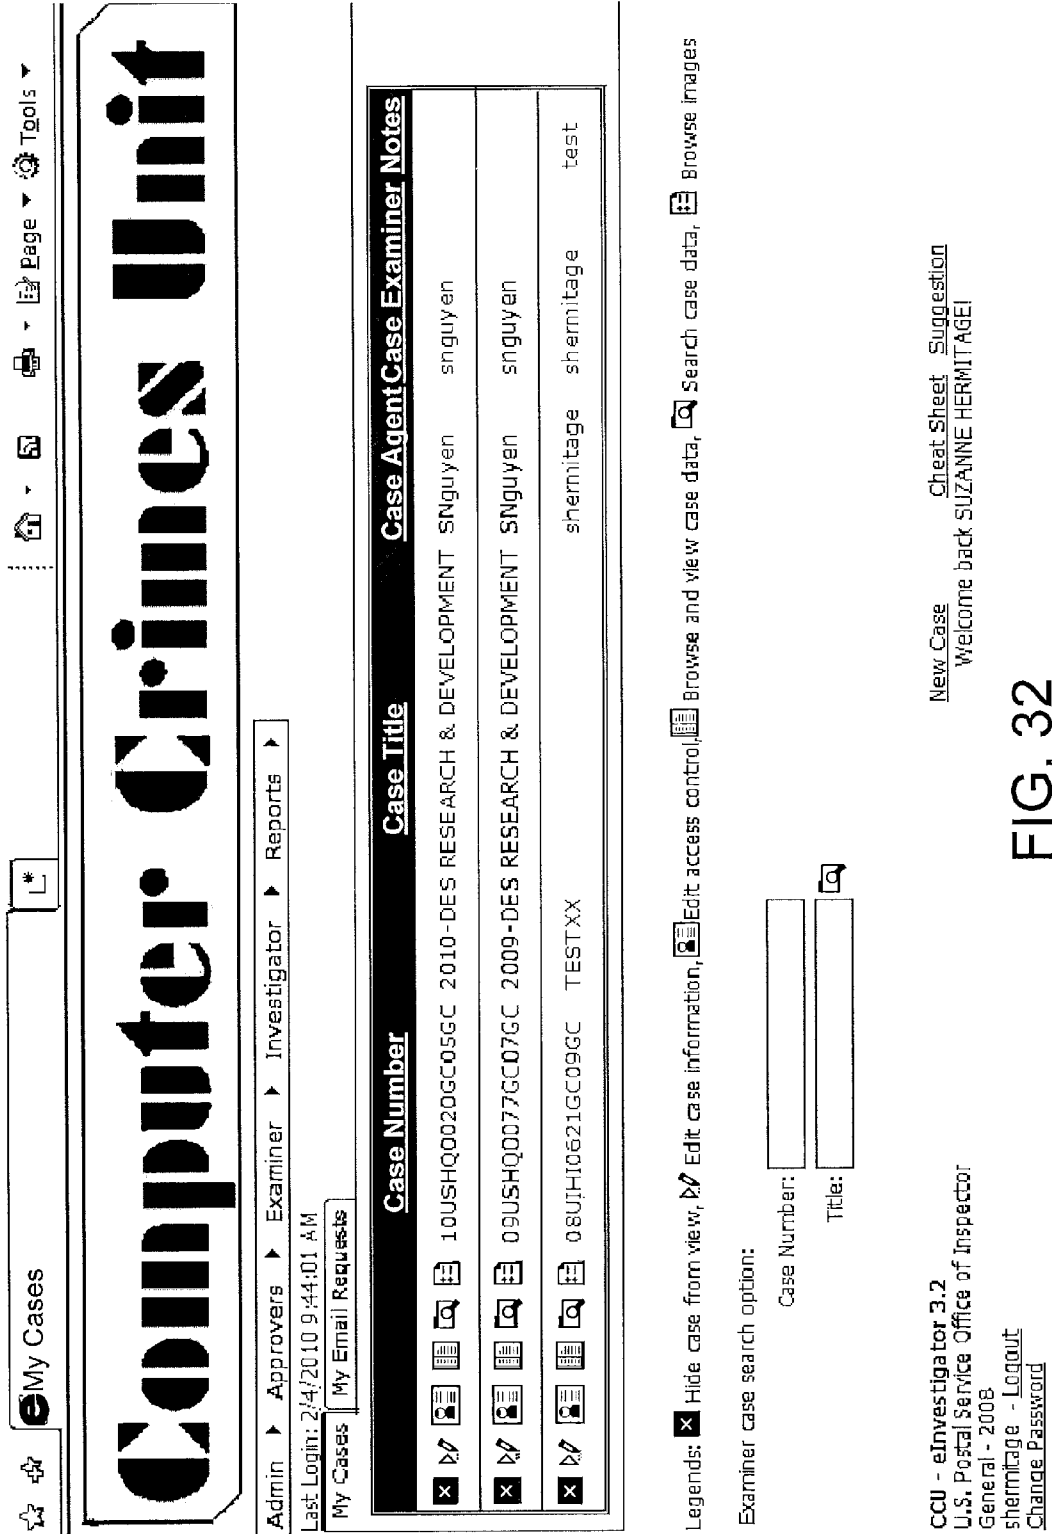 My Cases
Page Tools
Computer Crimes Unit
Admin Approvers Examiner Investigator Reports
Last Login: 2/4/2010 9:44:01 AM
My Cases My Email Requests
Case Number Case Title Case Agent Case Examiner Notes
10USHQ0020GC05GC 2010-DES RESEARCH & DEVELOPMENT SNguyen snguyen
09USHQ0077GC07GC 2009-DES RESEARCH & DEVELOPMENT SNguyen snguyen
08UIHI0621GC09GC TESTXX shermitage shermitage test
Legends: Hide case from view, Edit case information, Edit access control, Browse and view case data, Search case data, Browse images
Examiner case search option:
Case Number:
Title:
CCU - eInvestigator 3.2
U.S. Postal Service Office of Inspector
General - 2008
shermitage - Logout
Change Password
New Case Cheat Sheet Suggestion
Welcome back SUZANNE HERMITAGE!
FIG. 32